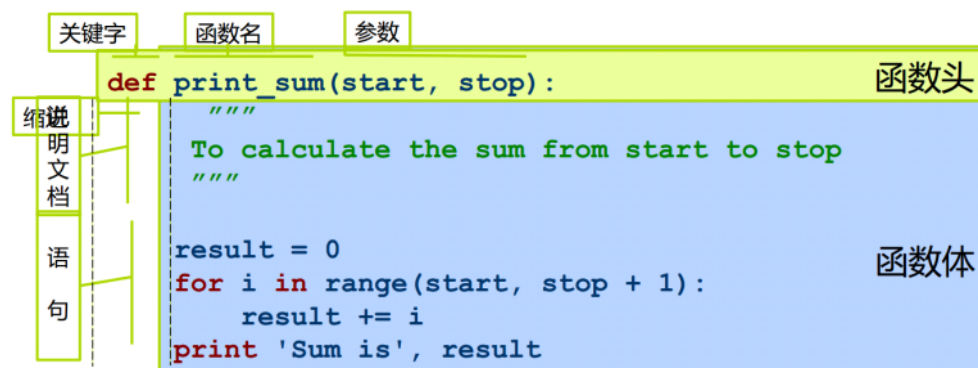 关键字 函数名 参数
def print_sum(start, stop): 函数头
缩进
说明文档
"""
To calculate the sum from start to stop
"""
语句
result = 0
函数体
for i in range(start, stop + 1):
result += i
print 'Sum is', result